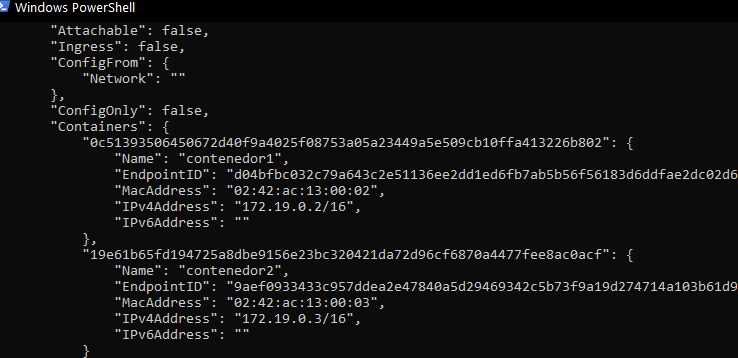 Windows PowerShell
"Attachable": false,
"Ingress": false,
"ConfigFrom": {
"Network": ""
},
"ConfigOnly": false,
"Containers": {
"0c51393506450672d40f9a4025f08753a05a23449a5e509cb10ffa413226b802": {
"Name": "contenedor1",
"EndpointID": "d04bfbc032c79a643c2e51136ee2dd1ed6fb7ab5b56f56183d6ddfae2dc02d6
"MacAddress": "02:42:ac:13:00:02",
"IPv4Address": "172.19.0.2/16",
"IPv6Address": ""
},
"19e61b65fd194725a8dbe9156e23bc320421da72d96cf6870a4477fee8ac0acf": {
"Name": "contenedor2",
"EndpointID": "9aef0933433c957ddea2e47840a5d29469342c5b73f9a19d274714a103b61d9
"MacAddress": "02:42:ac:13:00:03",
"IPv4Address": "172.19.0.3/16",
"IPv6Address": ""
}